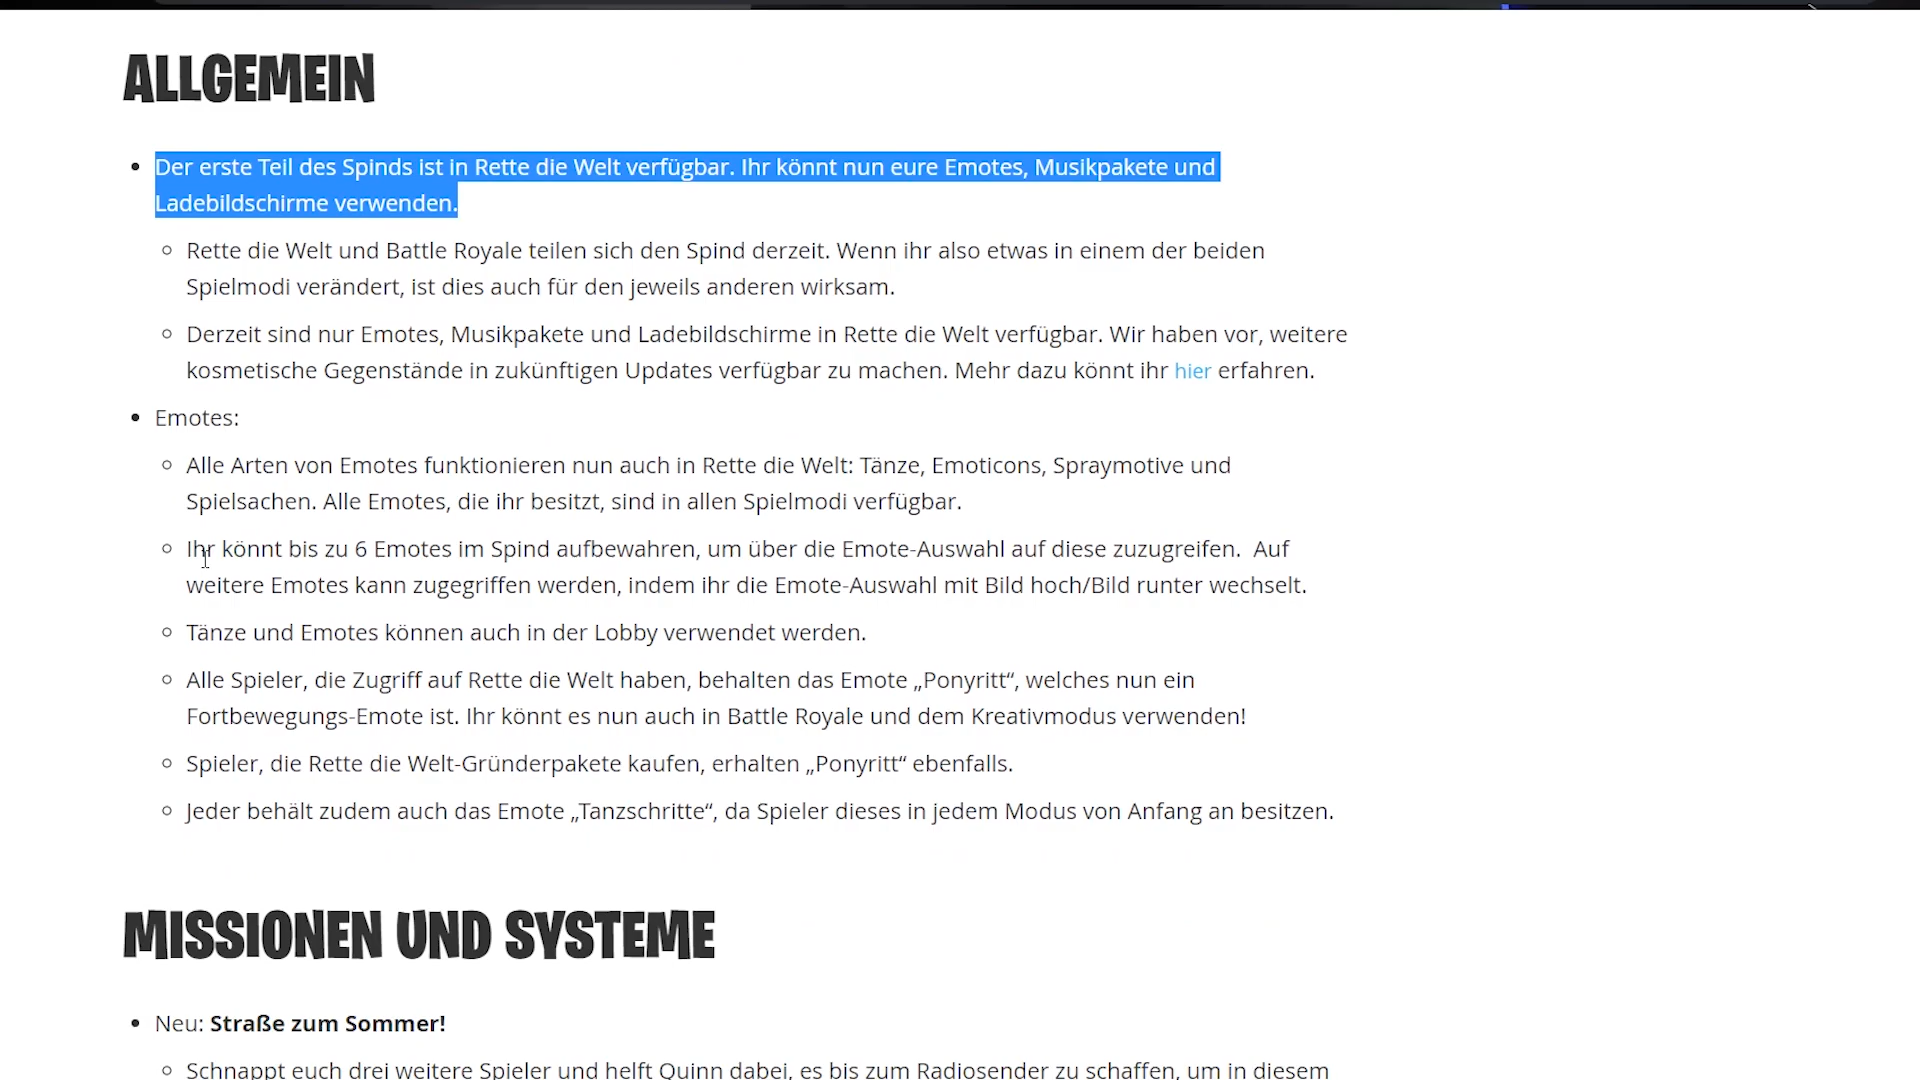 ALLGEMEIN
Der erste Teil des Spinds ist in Rette die Welt verfügbar. Ihr könnt nun eure Emotes, Musikpakete und
Ladebildschirme verwenden.
Rette die Welt und Battle Royale teilen sich den Spind derzeit. Wenn ihr also etwas in einem der beiden
Spielmodi verändert, ist dies auch für den jeweils anderen wirksam.
Derzeit sind nur Emotes, Musikpakete und Ladebildschirme in Rette die Welt verfügbar. Wir haben vor, weitere
kosmetische Gegenstände in zukünftigen Updates verfügbar zu machen. Mehr dazu könnt ihr hier erfahren.
Emotes:
Alle Arten von Emotes funktionieren nun auch in Rette die Welt: Tänze, Emoticons, Spraymotive und
Spielsachen. Alle Emotes, die ihr besitzt, sind in allen Spielmodi verfügbar.
Ihr könnt bis zu 6 Emotes im Spind aufbewahren, um über die Emote-Auswahl auf diese zuzugreifen. Auf
weitere Emotes kann zugegriffen werden, indem ihr die Emote-Auswahl mit Bild hoch/Bild runter wechselt.
Tänze und Emotes können auch in der Lobby verwendet werden.
Alle Spieler, die Zugriff auf Rette die Welt haben, behalten das Emote „Ponyritt“, welches nun ein
Fortbewegungs-Emote ist. Ihr könnt es nun auch in Battle Royale und dem Kreativmodus verwenden!
Spieler, die Rette die Welt-Gründerpakete kaufen, erhalten „Ponyritt“ ebenfalls.
Jeder behält zudem auch das Emote „Tanzschritte“, da Spieler dieses in jedem Modus von Anfang an besitzen.
MISSIONEN UND SYSTEME
Neu: Straße zum Sommer!
Schnappt euch drei weitere Spieler und helft Quinn dabei, es bis zum Radiosender zu schaffen, um in diesem